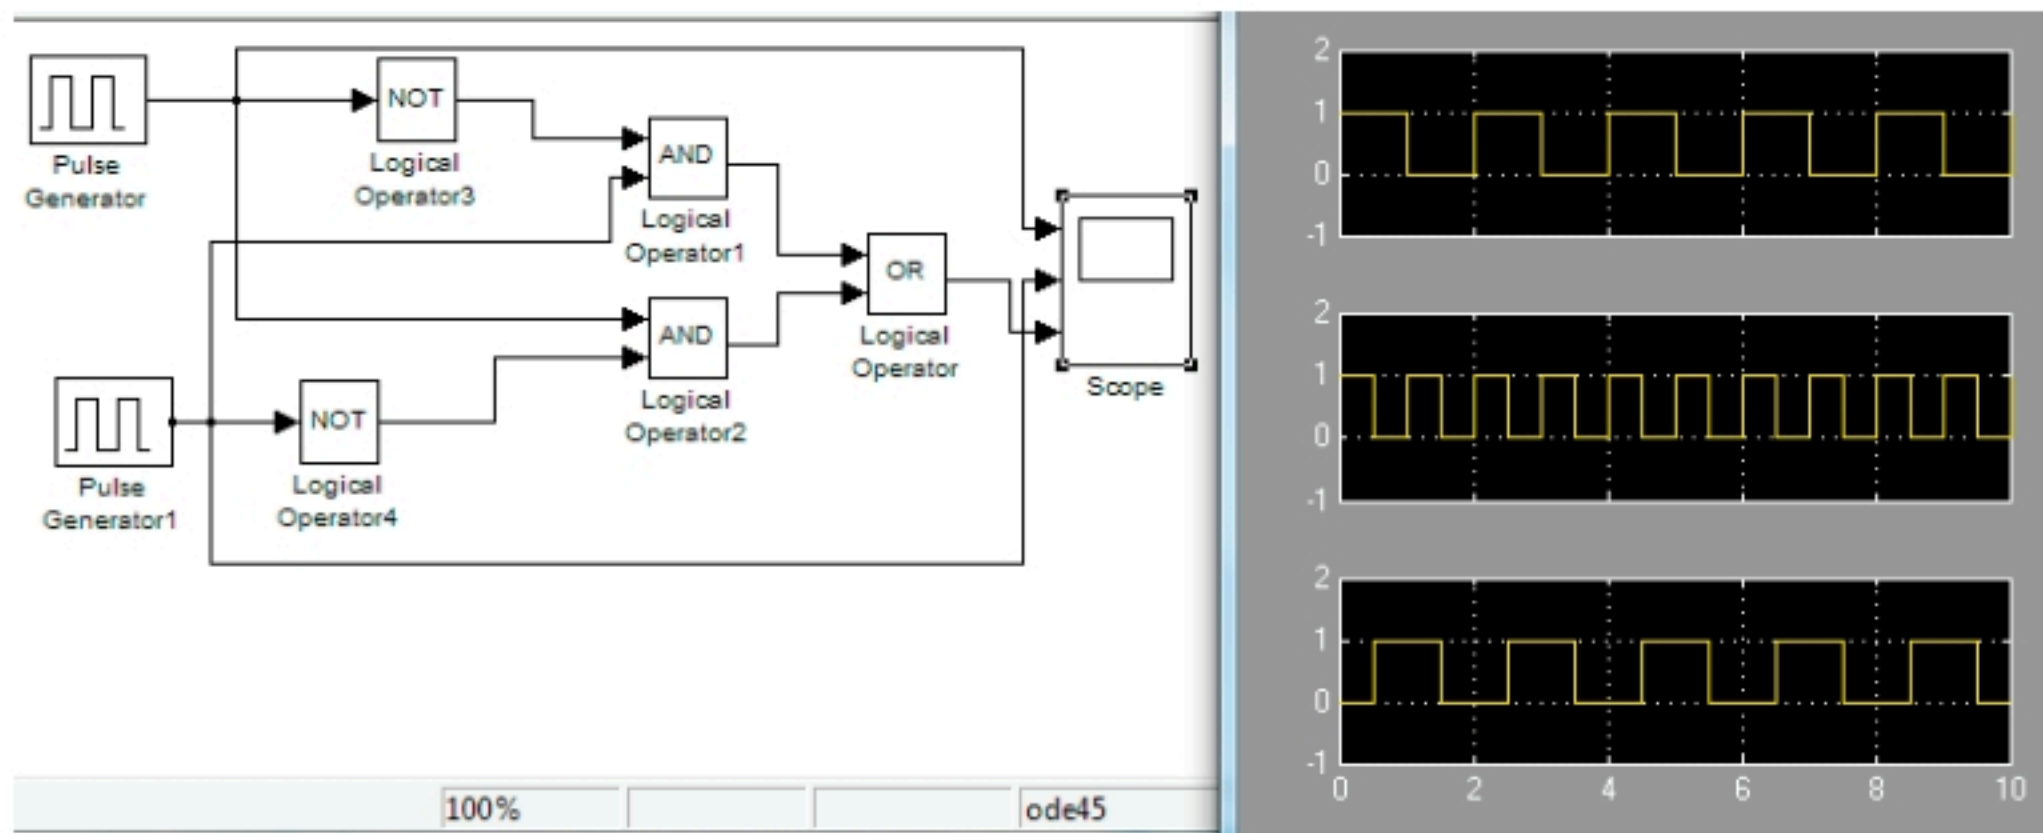 Pulse
Generator
NOT
Logical
Operator3
AND
Logical
Operator1
OR
Logical
Operator
AND
Logical
Operator2
Scope
Pulse
Generator1
NOT
Logical
Operator4
100%
ode45
2
1
0
-1
2
1
0
-1
2
1
0
-1
0 2 4 6 8 10